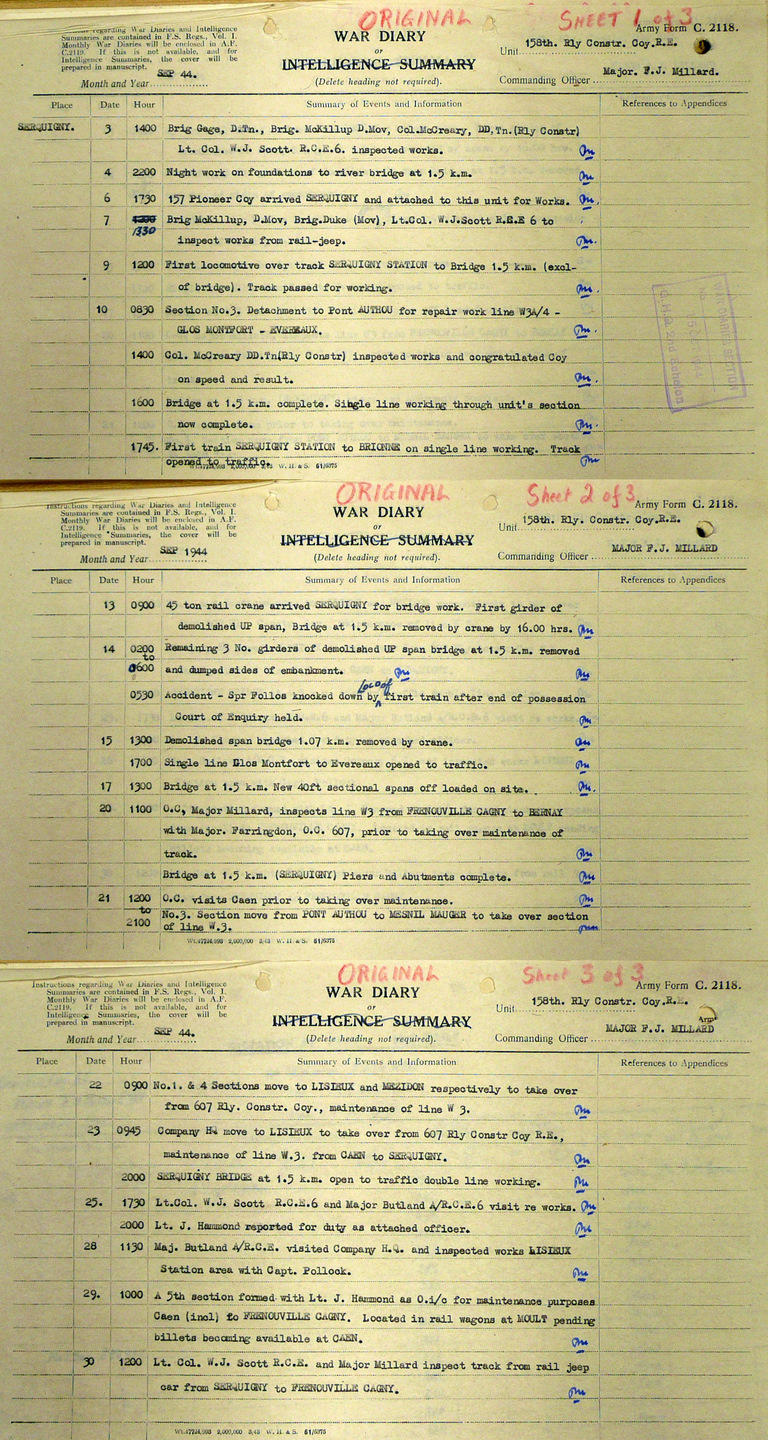 ORIGINAL SHEET 1 of 3
Instructions regarding War Diaries and Intelligence
Summaries are contained in F.S. Regs., Vol. I.
Monthly War Diaries will be enclosed in A.F.
C.2119. If this is not available, and for
Intelligence Summaries, the cover will be
prepared in manuscript.
Month and Year SEP 44.
WAR DIARY
or
INTELLIGENCE SUMMARY
(Delete heading not required).
Army Form C. 2118.
Unit 158th. Rly Constr. Coy.R.E.
Commanding Officer Major. F.J. Millard.
Place Date Hour Summary of Events and Information References to Appendices
SERQUIGNY. 3 1400 Brig Gage, D.Tn., Brig. McKillup D.Mov, Col.McCreary, DD,Tn.(Rly Constr)
Lt. Col. W.J. Scott. R.C.E.6. inspected works.
4 2200 Night work on foundations to river bridge at 1.5 k.m.
6 1730 157 Pioneer Coy arrived SERQUIGNY and attached to this unit for Works.
7 1330 Brig McKillup, D.Mov, Brig.Duke (Mov), Lt.Col. W.J.Scott R.E.E 6 to
inspect works from rail-jeep.
9 1200 First locomotive over track SERQUIGNY STATION to Bridge 1.5 k.m. (excl-
of bridge). Track passed for working.
10 0830 Section No.3. Detachment to Pont AUTHOU for repair work line W3A/4 -
GLOS MONTFORT - EVEREAUX.
1400 Col. McCreary DD.Tn(Rly Constr) inspected works and congratulated Coy
on speed and result.
1600 Bridge at 1.5 k.m. complete. Single line working through unit's section
now complete.
1745. First train SERQUIGNY STATION to BRIONNE on single line working. Track
opened to traffic.
2,000,000 W. H. & S. 51/6375
ORIGINAL Sheet 2 of 3
Instructions regarding War Diaries and Intelligence
Summaries are contained in F.S. Regs., Vol. I.
Monthly War Diaries will be enclosed in A.F.
C.2119. If this is not available, and for
Intelligence Summaries, the cover will be
prepared in manuscript.
Month and Year SEP 1944
WAR DIARY
or
INTELLIGENCE SUMMARY
(Delete heading not required).
Army Form C. 2118.
Unit 158th. Rly. Constr. Coy.R.E.
Commanding Officer MAJOR F.J. MILLARD
Place Date Hour Summary of Events and Information References to Appendices
13 0900 45 ton rail crane arrived SERQUIGNY for bridge work. First girder of
demolished UP span, Bridge at 1.5 k.m. removed by crane by 16.00 hrs.
14 0200 Remaining 3 No. girders of demolished UP span bridge at 1.5 k.m. removed
to
0600 and dumped sides of embankment.
0530 Accident - Spr Follos knocked down by loco of first train after end of possession
Court of Enquiry held.
15 1300 Demolished span bridge 1.07 k.m. removed by crane.
1700 Single line Glos Montfort to Evereaux opened to traffic.
17 1300 Bridge at 1.5 k.m. New 40ft sectional spans off loaded on site.
20 1100 O.C, Major Millard, inspects line W3 from FRENOUVILLE CAGNY to BERNAY
with Major. Farringdon, O.C. 607, prior to taking over maintenance of
track.
Bridge at 1.5 k.m. (SERQUIGNY) Piers and Abutments complete.
21 1200 O.C. visits Caen prior to taking over maintenance.
to
2100 No.3. Section move from PONT AUTHOU to MESNIL MAUGER to take over section
of line W.3.
2,000,000 W. H. & S. 51/6375
ORIGINAL Sheet 3 of 3
Instructions regarding War Diaries and Intelligence
Summaries are contained in F.S. Regs., Vol. I.
Monthly War Diaries will be enclosed in A.F.
C.2119. If this is not available, and for
Intelligence Summaries, the cover will be
prepared in manuscript.
Month and Year SEP 44.
WAR DIARY
or
INTELLIGENCE SUMMARY
(Delete heading not required).
Army Form C. 2118.
Unit 158th. Rly Constr. Coy.R.E.
Commanding Officer MAJOR F.J. MILLARD
Place Date Hour Summary of Events and Information References to Appendices
22 0900 No.1. & 4 Sections move to LISIEUX and MEZIDON respectively to take over
from 607 Rly. Constr. Coy., maintenance of line W 3.
23 0945 Company HQ move to LISIEUX to take over from 607 Rly Constr Coy R.E.,
maintenance of line W.3. from CAEN to SERQUIGNY.
2000 SERQUIGNY BRIDGE at 1.5 k.m. open to traffic double line working.
25. 1730 Lt.Col. W.J. Scott R.C.E.6 and Major Butland A/R.C.E.6 visit re works.
2000 Lt. J. Hammond reported for duty as attached officer.
28 1130 Maj. Butland A/R.C.E. visited Company H.Q. and inspected works LISIEUX
Station area with Capt. Pollock.
29. 1000 A 5th section formed with Lt. J. Hammond as O.i/c for maintenance purposes
Caen (incl) to FRENOUVILLE CAGNY. Located in rail wagons at MOULT pending
billets becoming available at CAEN.
30 1200 Lt. Col. W.J. Scott R.C.E. and Major Millard inspect track from rail jeep
car from SERQUIGNY to FRENOUVILLE CAGNY.
2,000,000 W. H. & S. 51/6375